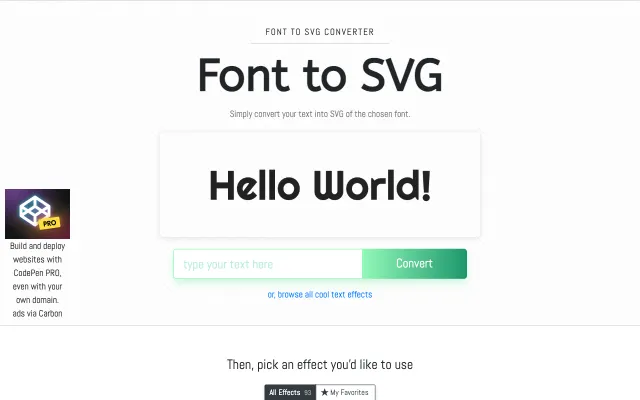 FONT TO SVG CONVERTER
Font to SVG
Simply convert your text into SVG of the chosen font.
Hello World!
PRO
Build and deploy
websites with
CodePen PRO,
even with your
own domain.
ads via Carbon
type your text here
Convert
or, browse all cool text effects
Then, pick an effect you'd like to use
All Effects 93
★ My Favorites